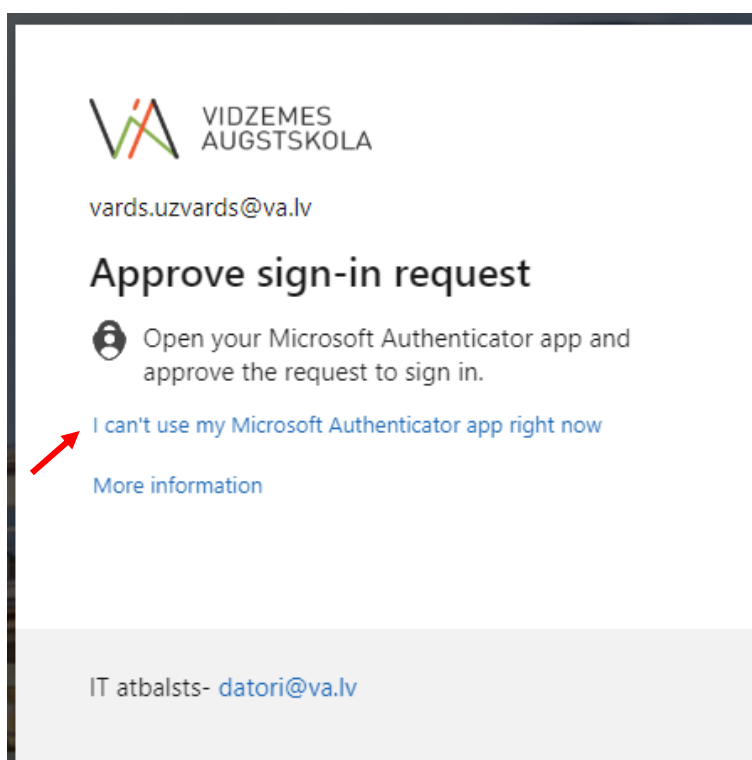 VIDZEMES
AUGSTSKOLA
vards.uzvards@va.lv
Approve sign-in request
Open your Microsoft Authenticator app and
approve the request to sign in.
I can't use my Microsoft Authenticator app right now
More information
IT atbalsts- datori@va.lv